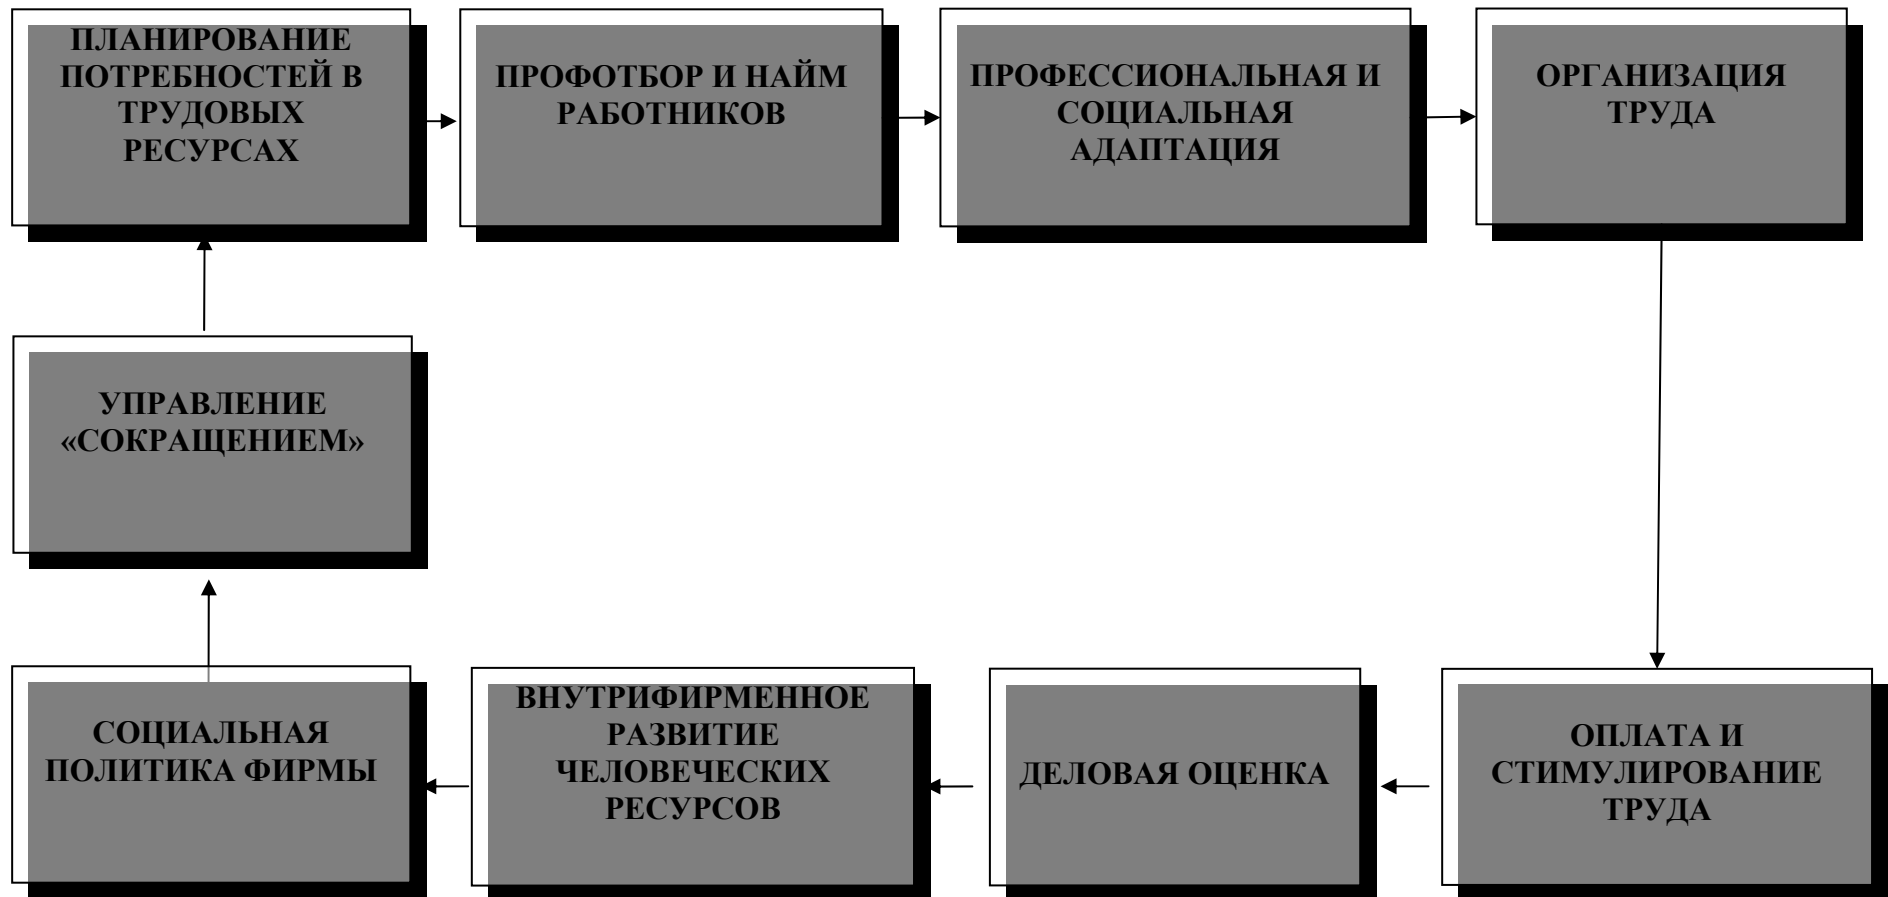 ПЛАНИРОВАНИЕ
ПОТРЕБНОСТЕЙ В
ТРУДОВЫХ
РЕСУРСАХ
ПРОФОТБОР И НАЙМ
РАБОТНИКОВ
ПРОФЕССИОНАЛЬНАЯ И
СОЦИАЛЬНАЯ
АДАПТАЦИЯ
ОРГАНИЗАЦИЯ
ТРУДА
УПРАВЛЕНИЕ
«СОКРАЩЕНИЕМ»
СОЦИАЛЬНАЯ
ПОЛИТИКА ФИРМЫ
ВНУТРИФИРМЕННОЕ
РАЗВИТИЕ
ЧЕЛОВЕЧЕСКИХ
РЕСУРСОВ
ДЕЛОВАЯ ОЦЕНКА
ОПЛАТА И
СТИМУЛИРОВАНИЕ
ТРУДА